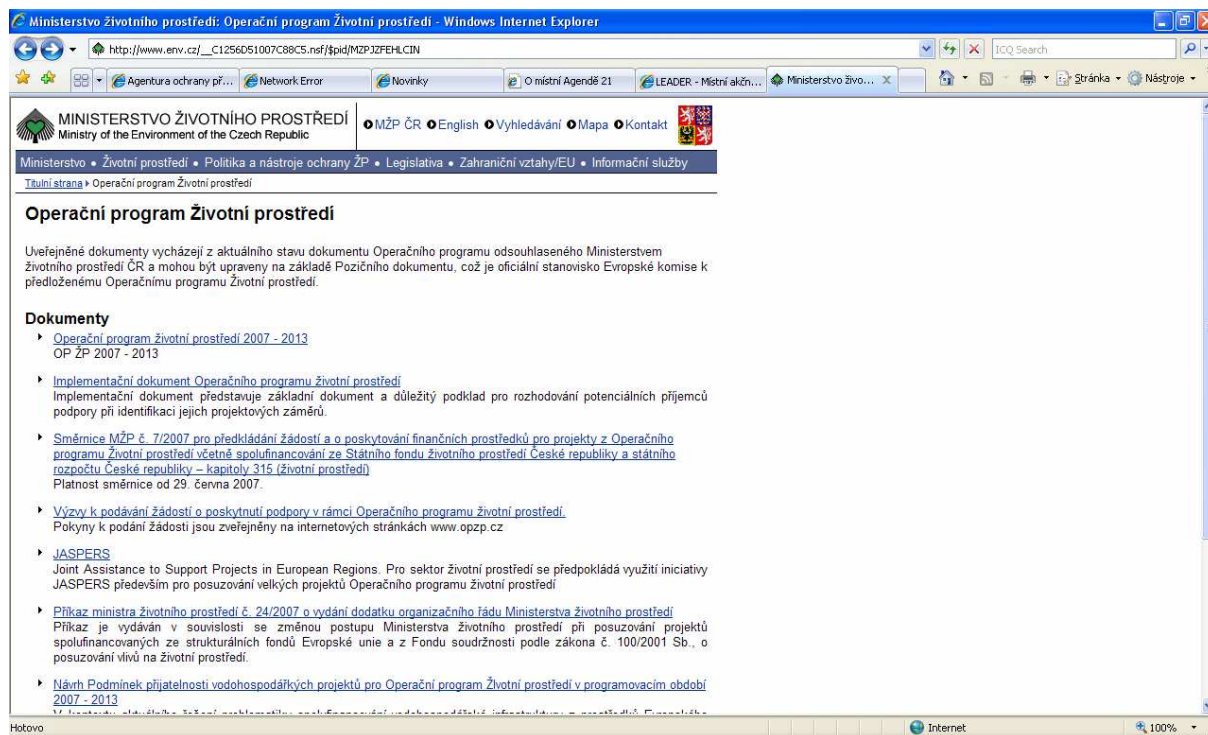 Ministerstvo životního prostředí: Operační program Životní prostředí - Windows Internet Explorer
http://www.env.cz/__C1256D51007C88C5.nsf/$pid/MZPJZFEHLCIN
ICQ Search
Agentura ochrany př...
Network Error
Novinky
O místní Agendě 21
LEADER - Místní akčn...
Ministerstvo živo...
Stránka
Nástroje
MINISTERSTVO ŽIVOTNÍHO PROSTŘEDÍ
Ministry of the Environment of the Czech Republic
MŽP ČR English Vyhledávání Mapa Kontakt
Ministerstvo • Životní prostředí • Politika a nástroje ochrany ŽP • Legislativa • Zahraniční vztahy/EU • Informační služby
Titulní strana Operační program Životní prostředí
Operační program Životní prostředí
Uveřejněné dokumenty vycházejí z aktuálního stavu dokumentu Operačního programu odsouhlaseného Ministerstvem
životního prostředí ČR a mohou být upraveny na základě Pozičního dokumentu, což je oficiální stanovisko Evropské komise k
předloženému Operačnímu programu Životní prostředí.
Dokumenty
Operační program životní prostředí 2007 - 2013
OP ŽP 2007 - 2013
Implementační dokument Operačního programu životní prostředí
Implementační dokument představuje základní dokument a důležitý podklad pro rozhodování potenciálních příjemců
podpory při identifikaci jejich projektových záměrů.
Směrnice MŽP č. 7/2007 pro předkládání žádostí a o poskytování finančních prostředků pro projekty z Operačního
programu Životní prostředí včetně spolufinancování ze Státního fondu životního prostředí České republiky a státního
rozpočtu České republiky – kapitoly 315 (životní prostředí)
Platnost směrnice od 29. června 2007.
Výzvy k podávání žádostí o poskytnutí podpory v rámci Operačního programu životní prostředí.
Pokyny k podání žádosti jsou zveřejněny na internetových stránkách www.opzp.cz
JASPERS
Joint Assistance to Support Projects in European Regions. Pro sektor životní prostředí se předpokládá využití iniciativy
JASPERS především pro posuzování velkých projektů Operačního programu životní prostředí
Příkaz ministra životního prostředí č. 24/2007 o vydání dodatku organizačního řádu Ministerstva životního prostředí
Příkaz je vydáván v souvislosti se změnou postupu Ministerstva životního prostředí při posuzování projektů
spolufinancovaných ze strukturálních fondů Evropské unie a z Fondu soudržnosti podle zákona č. 100/2001 Sb., o
posuzování vlivů na životní prostředí.
Návrh Podmínek přijatelnosti vodohospodářkých projektů pro Operační program Žlvotní prostředí v programovacím období
2007 - 2013
Hotovo
Internet
100%